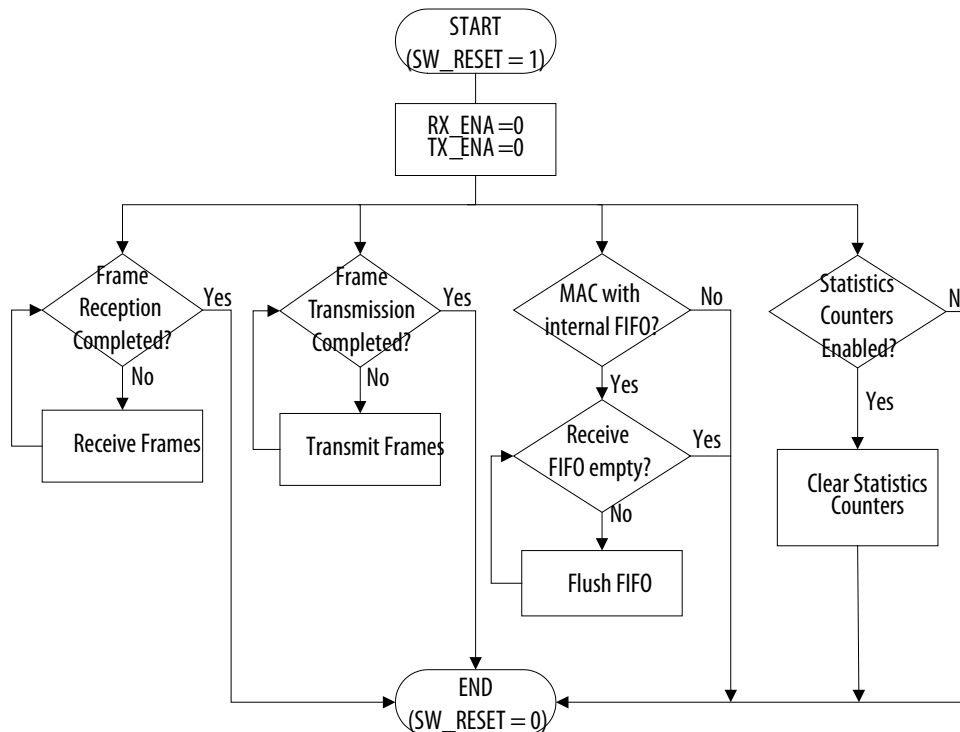 START
(SW_RESET = 1)
RX_ENA =0
TX_ENA =0
Frame
Reception
Completed?
Yes
No
Receive Frames
Frame
Transmission
Completed?
Yes
No
Transmit Frames
MAC with
internal FIFO?
No
Yes
Receive
FIFO empty?
Yes
No
Flush FIFO
Statistics
Counters
Enabled?
Yes
Clear Statistics
Counters
END
(SW_RESET = 0)